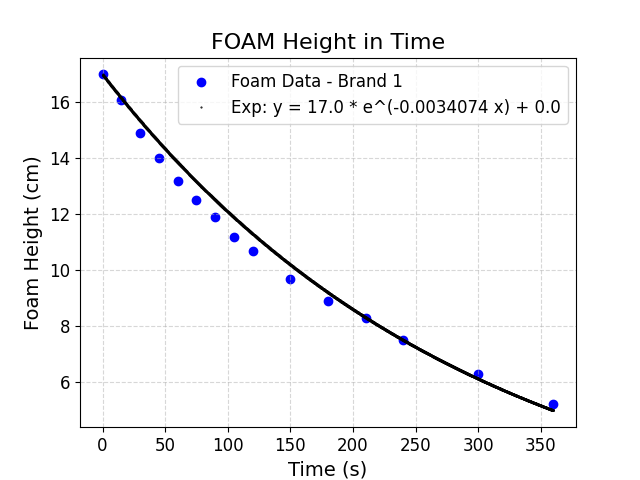 FOAM Height in Time
Foam Data - Brand 1
Exp: y = 17.0 * e^(-0.0034074 x) + 0.0
Foam Height (cm)
16
14
12
10
8
6
0 50 100 150 200 250 300 350
Time (s)